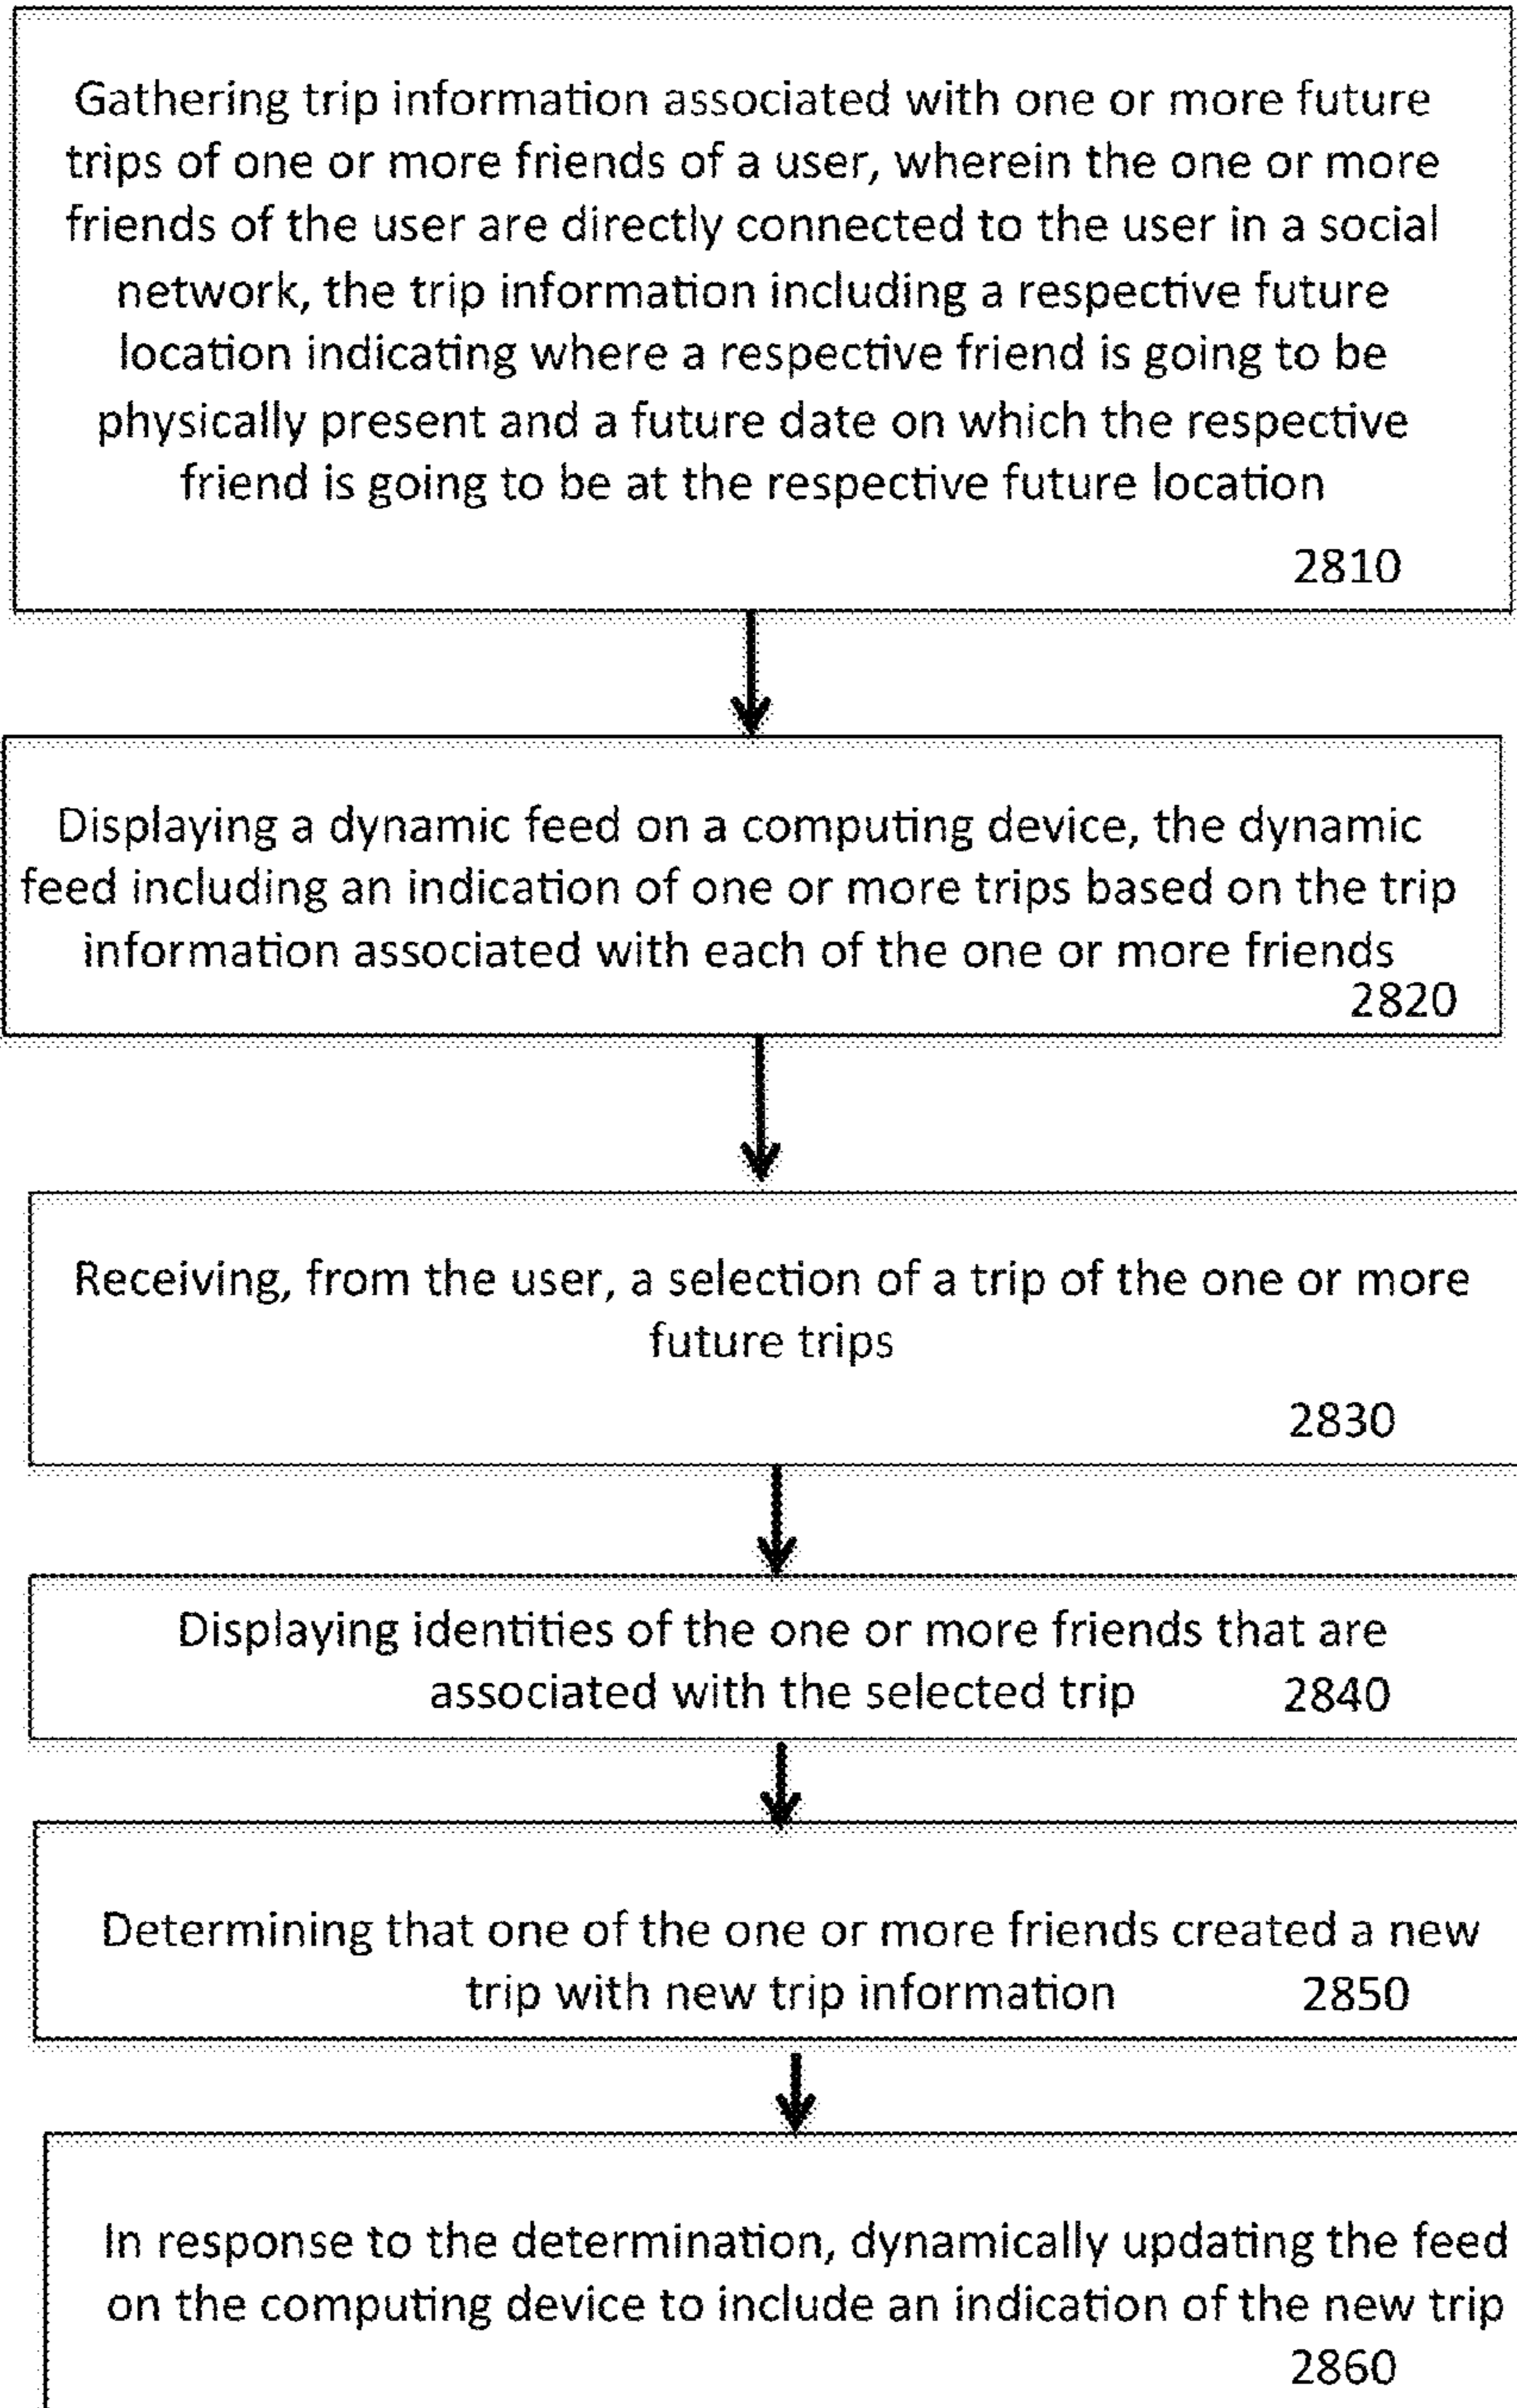 Gathering trip information associated with one or more future
trips of one or more friends of a user, wherein the one or more
friends of the user are directly connected to the user in a social
network, the trip information including a respective future
location indicating where a respective friend is going to be
physically present and a future date on which the respective
friend is going to be at the respective future location
2810
Displaying a dynamic feed on a computing device, the dynamic
feed including an indication of one or more trips based on the trip
information associated with each of the one or more friends
2820
Receiving, from the user, a selection of a trip of the one or more
future trips
2830
Displaying identities of the one or more friends that are
associated with the selected trip 2840
Determining that one of the one or more friends created a new
trip with new trip information 2850
In response to the determination, dynamically updating the feed
on the computing device to include an indication of the new trip
2860